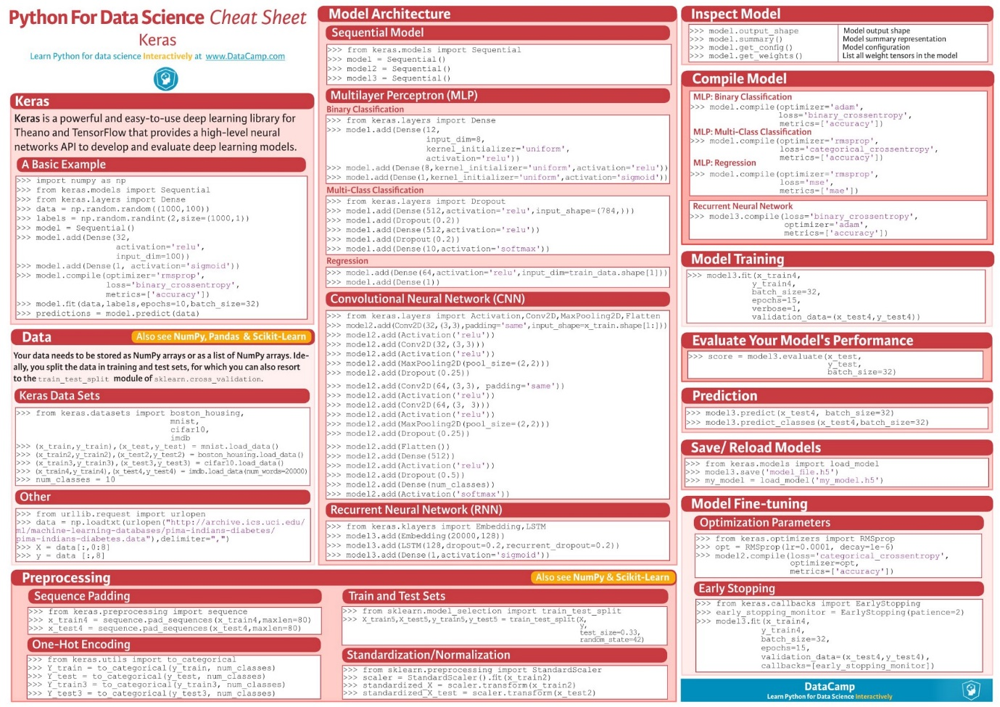 Python For Data Science Cheat Sheet
Keras
Learn Python for data science Interactively at www.DataCamp.com
Keras
Keras is a powerful and easy-to-use deep learning library for
Theano and TensorFlow that provides a high-level neural
networks API to develop and evaluate deep learning models.
A Basic Example
>>> import numpy as np
>>> from keras.models import Sequential
>>> from keras.layers import Dense
>>> data = np.random.random((1000,100))
>>> labels = np.random.randint(2,size=(1000,1))
>>> model = Sequential()
>>> model.add(Dense(32,
activation='relu',
input_dim=100))
>>> model.add(Dense(1, activation='sigmoid'))
>>> model.compile(optimizer='rmsprop',
loss='binary_crossentropy',
metrics=['accuracy'])
>>> model.fit(data,labels,epochs=10,batch_size=32)
>>> predictions = model.predict(data)
Data
Also see NumPy, Pandas & Scikit-Learn
Your data needs to be stored as NumPy arrays or as a list of NumPy arrays. Ide-
ally, you split the data in training and test sets, for which you can also resort
to the train_test_split module of sklearn.cross_validation.
Keras Data Sets
>>> from keras.datasets import boston_housing,
mnist,
cifar10,
imdb
>>> (x_train,y_train),(x_test,y_test) = mnist.load_data()
>>> (x_train2,y_train2),(x_test2,y_test2) = boston_housing.load_data()
>>> (x_train3,y_train3),(x_test3,y_test3) = cifar10.load_data()
>>> (x_train4,y_train4),(x_test4,y_test4) = imdb.load_data(num_words=20000)
>>> num_classes = 10
Other
>>> from urllib.request import urlopen
>>> data = np.loadtxt(urlopen("http://archive.ics.uci.edu/
ml/machine-learning-databases/pima-indians-diabetes/
pima-indians-diabetes.data"),delimiter=",")
>>> X = data[:,0:8]
>>> y = data [:,8]
Model Architecture
Sequential Model
>>> from keras.models import Sequential
>>> model = Sequential()
>>> model2 = Sequential()
>>> model3 = Sequential()
Multilayer Perceptron (MLP)
Binary Classification
>>> from keras.layers import Dense
>>> model.add(Dense(12,
input_dim=8,
kernel_initializer='uniform',
activation='relu'))
>>> model.add(Dense(8,kernel_initializer='uniform',activation='relu'))
>>> model.add(Dense(1,kernel_initializer='uniform',activation='sigmoid'))
Multi-Class Classification
>>> from keras.layers import Dropout
>>> model.add(Dense(512,activation='relu',input_shape=(784,)))
>>> model.add(Dropout(0.2))
>>> model.add(Dense(512,activation='relu'))
>>> model.add(Dropout(0.2))
>>> model.add(Dense(10,activation='softmax'))
Regression
>>> model.add(Dense(64,activation='relu',input_dim=train_data.shape[1]))
>>> model.add(Dense(1))
Convolutional Neural Network (CNN)
>>> from keras.layers import Activation,Conv2D,MaxPooling2D,Flatten
>>> model2.add(Conv2D(32,(3,3),padding='same',input_shape=x_train.shape[1:]))
>>> model2.add(Activation('relu'))
>>> model2.add(Conv2D(32,(3,3)))
>>> model2.add(Activation('relu'))
>>> model2.add(MaxPooling2D(pool_size=(2,2)))
>>> model2.add(Dropout(0.25))
>>> model2.add(Conv2D(64,(3,3), padding='same'))
>>> model2.add(Activation('relu'))
>>> model2.add(Conv2D(64,(3, 3)))
>>> model2.add(Activation('relu'))
>>> model2.add(MaxPooling2D(pool_size=(2,2)))
>>> model2.add(Dropout(0.25))
>>> model2.add(Flatten())
>>> model2.add(Dense(512))
>>> model2.add(Activation('relu'))
>>> model2.add(Dropout(0.5))
>>> model2.add(Dense(num_classes))
>>> model2.add(Activation('softmax'))
Recurrent Neural Network (RNN)
>>> from keras.klayers import Embedding,LSTM
>>> model3.add(Embedding(20000,128))
>>> model3.add(LSTM(128,dropout=0.2,recurrent_dropout=0.2))
>>> model3.add(Dense(1,activation='sigmoid'))
Preprocessing
Also see NumPy & Scikit-Learn
Sequence Padding
>>> from keras.preprocessing import sequence
>>> x_train4 = sequence.pad_sequences(x_train4,maxlen=80)
>>> x_test4 = sequence.pad_sequences(x_test4,maxlen=80)
One-Hot Encoding
>>> from keras.utils import to_categorical
>>> Y_train = to_categorical(y_train, num_classes)
>>> Y_test = to_categorical(y_test, num_classes)
>>> Y_train3 = to_categorical(y_train3, num_classes)
>>> Y_test3 = to_categorical(y_test3, num_classes)
Train and Test Sets
>>> from sklearn.model_selection import train_test_split
>>> X_train5,X_test5,y_train5,y_test5 = train_test_split(X,
y,
test_size=0.33,
random_state=42)
Standardization/Normalization
>>> from sklearn.preprocessing import StandardScaler
>>> scaler = StandardScaler().fit(x_train2)
>>> standardized_X = scaler.transform(x_train2)
>>> standardized_X_test = scaler.transform(x_test2)
Inspect Model
>>> model.output_shape Model output shape
>>> model.summary() Model summary representation
>>> model.get_config() Model configuration
>>> model.get_weights() List all weight tensors in the model
Compile Model
MLP: Binary Classification
>>> model.compile(optimizer='adam',
loss='binary_crossentropy',
metrics=['accuracy'])
MLP: Multi-Class Classification
>>> model.compile(optimizer='rmsprop',
loss='categorical_crossentropy',
metrics=['accuracy'])
MLP: Regression
>>> model.compile(optimizer='rmsprop',
loss='mse',
metrics=['mae'])
Recurrent Neural Network
>>> model3.compile(loss='binary_crossentropy',
optimizer='adam',
metrics=['accuracy'])
Model Training
>>> model3.fit(x_train4,
y_train4,
batch_size=32,
epochs=15,
verbose=1,
validation_data=(x_test4,y_test4))
Evaluate Your Model's Performance
>>> score = model3.evaluate(x_test,
y_test,
batch_size=32)
Prediction
>>> model3.predict(x_test4, batch_size=32)
>>> model3.predict_classes(x_test4,batch_size=32)
Save/ Reload Models
>>> from keras.models import load_model
>>> model3.save('model_file.h5')
>>> my_model = load_model('my_model.h5')
Model Fine-tuning
Optimization Parameters
>>> from keras.optimizers import RMSprop
>>> opt = RMSprop(lr=0.0001, decay=1e-6)
>>> model2.compile(loss='categorical_crossentropy',
optimizer=opt,
metrics=['accuracy'])
Early Stopping
>>> from keras.callbacks import EarlyStopping
>>> early_stopping_monitor = EarlyStopping(patience=2)
>>> model3.fit(x_train4,
y_train4,
batch_size=32,
epochs=15,
validation_data=(x_test4,y_test4),
callbacks=[early_stopping_monitor])
DataCamp
Learn Python for Data Science Interactively